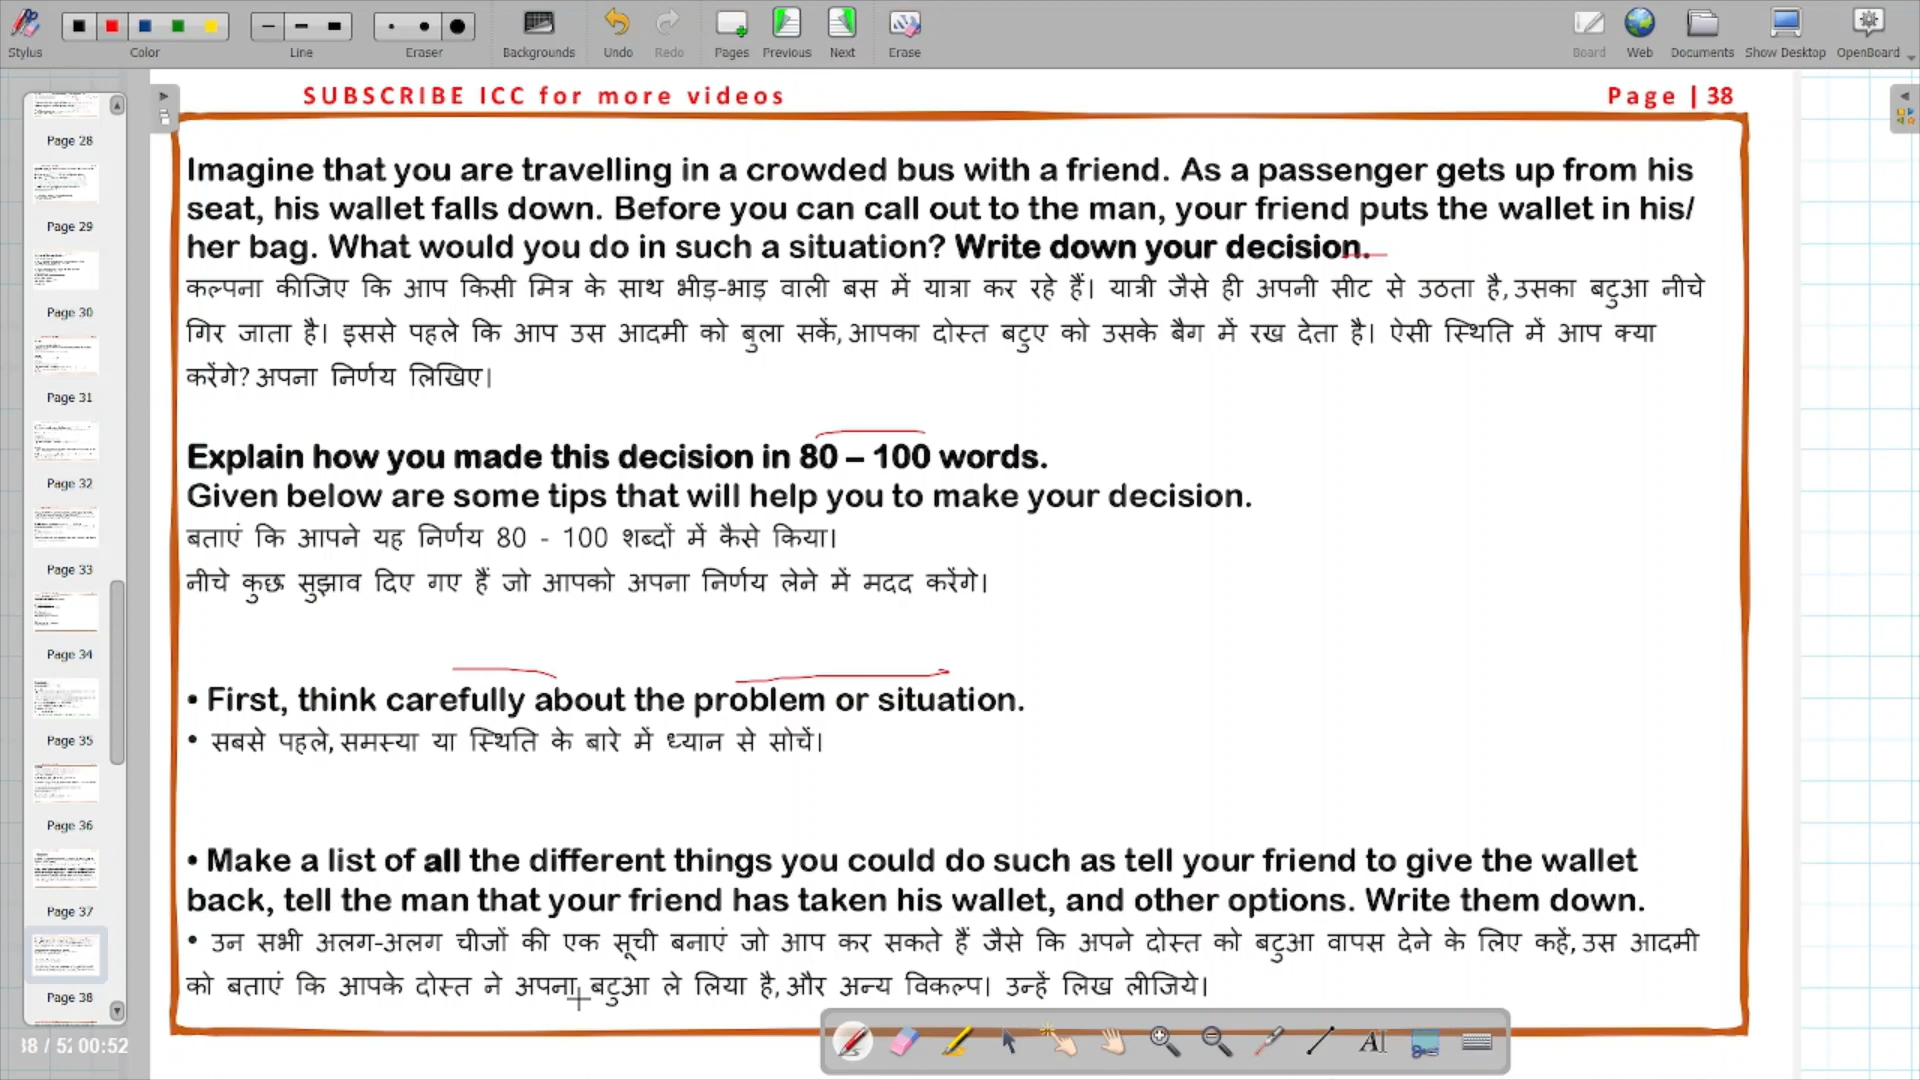 Stylus
Color
Line
Eraser
Backgrounds
Undo
Redo
Pages
Previous
Next
Erase
Board
Web
Documents
Show Desktop
OpenBoard
SUBSCRIBE ICC for more videos
Page | 38
Imagine that you are travelling in a crowded bus with a friend. As a passenger gets up from his
seat, his wallet falls down. Before you can call out to the man, your friend puts the wallet in his/
her bag. What would you do in such a situation? Write down your decision.
कल्पना कीजिए कि आप किसी मित्र के साथ भीड़-भाड़ वाली बस में यात्रा कर रहे हैं। यात्री जैसे ही अपनी सीट से उठता है, उसका बटुआ नीचे
गिर जाता है। इससे पहले कि आप उस आदमी को बुला सकें, आपका दोस्त बटुए को उसके बैग में रख देता है। ऐसी स्थिति में आप क्या
करेंगे? अपना निर्णय लिखिए।
Explain how you made this decision in 80 – 100 words.
Given below are some tips that will help you to make your decision.
बताएं कि आपने यह निर्णय 80 - 100 शब्दों में कैसे किया।
नीचे कुछ सुझाव दिए गए हैं जो आपको अपना निर्णय लेने में मदद करेंगे।
• First, think carefully about the problem or situation.
• सबसे पहले, समस्या या स्थिति के बारे में ध्यान से सोचें।
• Make a list of all the different things you could do such as tell your friend to give the wallet
back, tell the man that your friend has taken his wallet, and other options. Write them down.
• उन सभी अलग-अलग चीजों की एक सूची बनाएं जो आप कर सकते हैं जैसे कि अपने दोस्त को बटुआ वापस देने के लिए कहें, उस आदमी
को बताएं कि आपके दोस्त ने अपना बटुआ ले लिया है, और अन्य विकल्प। उन्हें लिख लीजिये।
Page 28
Page 29
Page 30
Page 31
Page 32
Page 33
Page 34
Page 35
Page 36
Page 37
Page 38
00:52